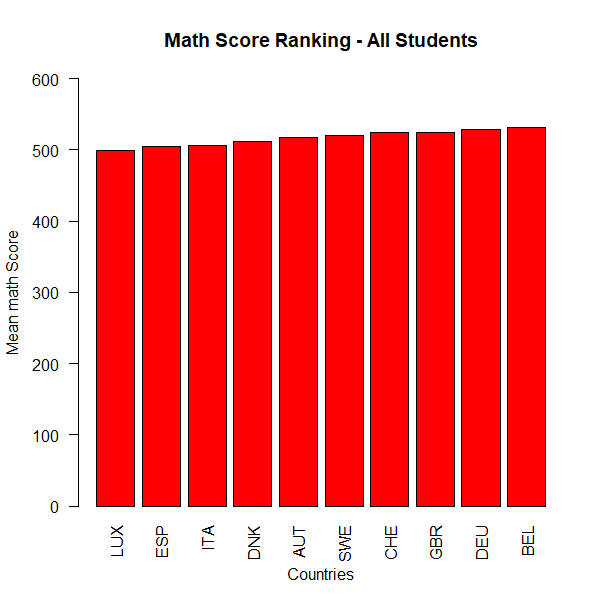 Math Score Ranking - All Students
Mean math Score
600
500
400
300
200
100
0
LUX
ESP
ITA
DNK
AUT
SWE
CHE
GBR
DEU
BEL
Countries